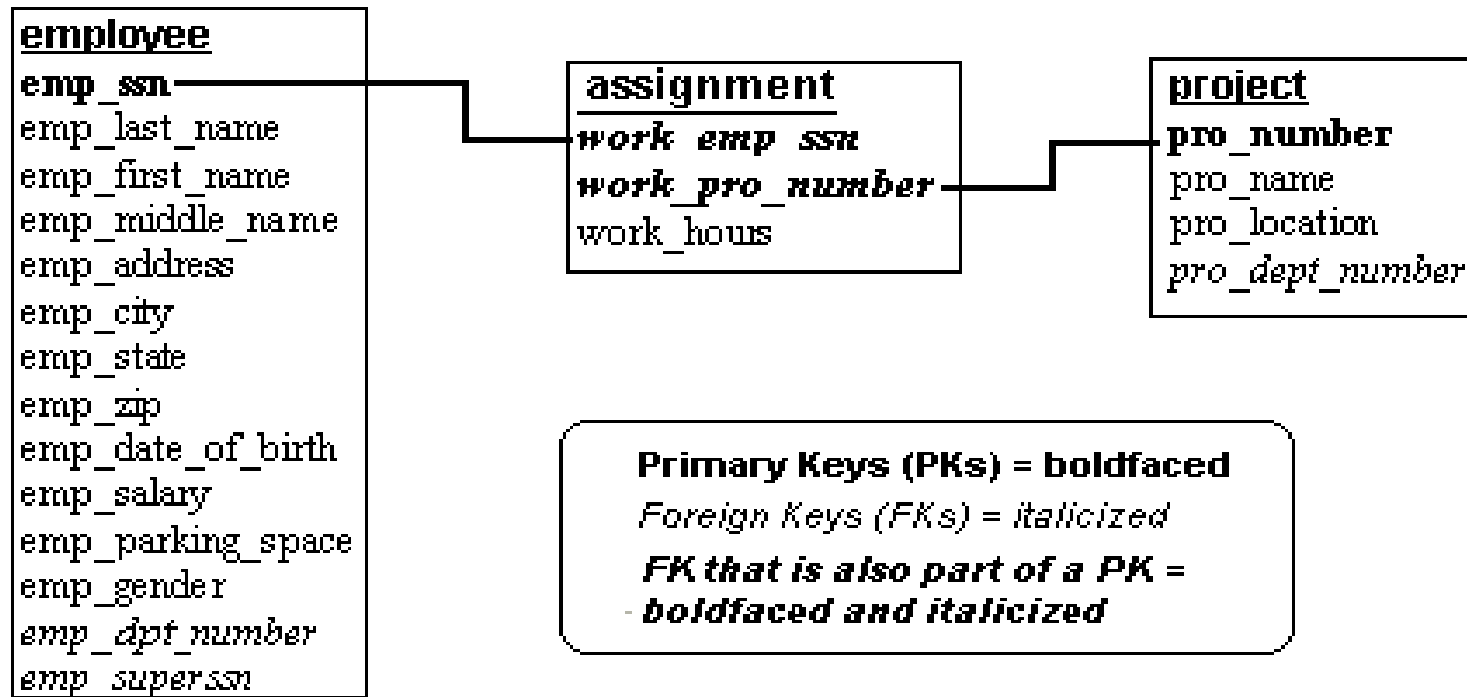 employee
emp_ssn
emp_last_name
emp_first_name
emp_middle_name
emp_address
emp_city
emp_state
emp_zip
emp_date_of_birth
emp_salary
emp_parking_space
emp_gender
emp_dpt_number
emp_superssn
assignment
work_emp_ssn
work_pro_number
work_hours
project
pro_number
pro_name
pro_location
pro_dept_number
Primary Keys (PKs) = boldfaced
Foreign Keys (FKs) = italicized
FK that is also part of a PK =
boldfaced and italicized